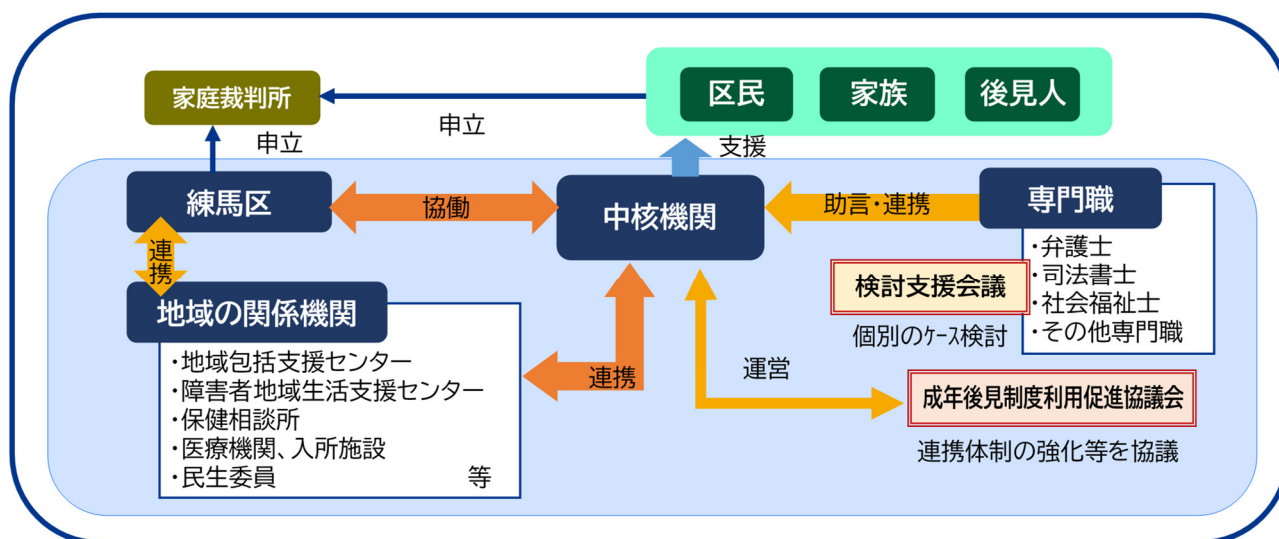 区民
家族
後見人
家庭裁判所
申立
申立
支援
練馬区
協働
中核機関
助言・連携
専門職
・弁護士
・司法書士
・社会福祉士
・その他専門職
連携
検討支援会議
個別のケース検討
地域の関係機関
・地域包括支援センター
・障害者地域生活支援センター
・保健相談所
・医療機関、入所施設
・民生委員 等
連携
運営
成年後見制度利用促進協議会
連携体制の強化等を協議